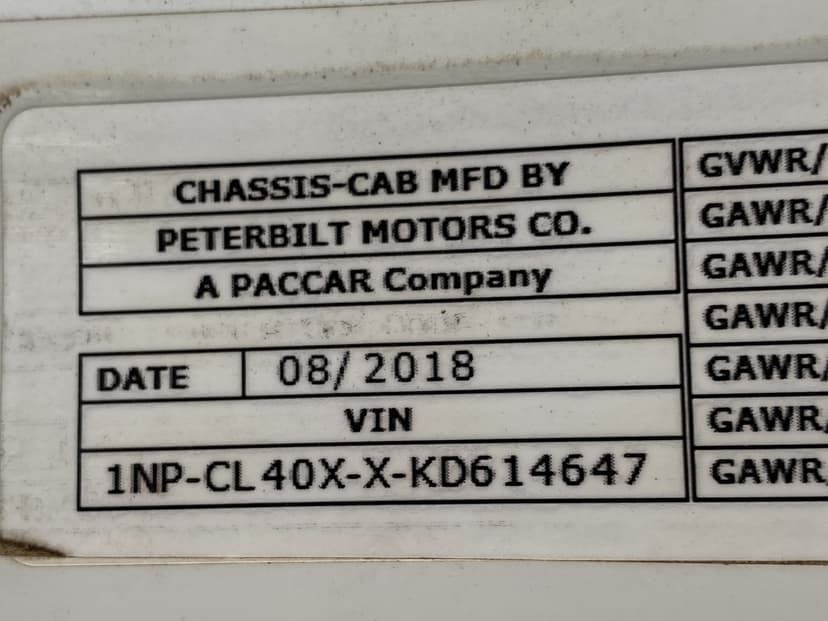 CHASSIS-CAB MFD BY
PETERBILT MOTORS CO.
A PACCAR Company
DATE 08/2018
VIN
1NP-CL40X-X-KD614647
GVWR/
GAWR/
GAWR/
GAWR/
GAWR/
GAWR/
GAWR/